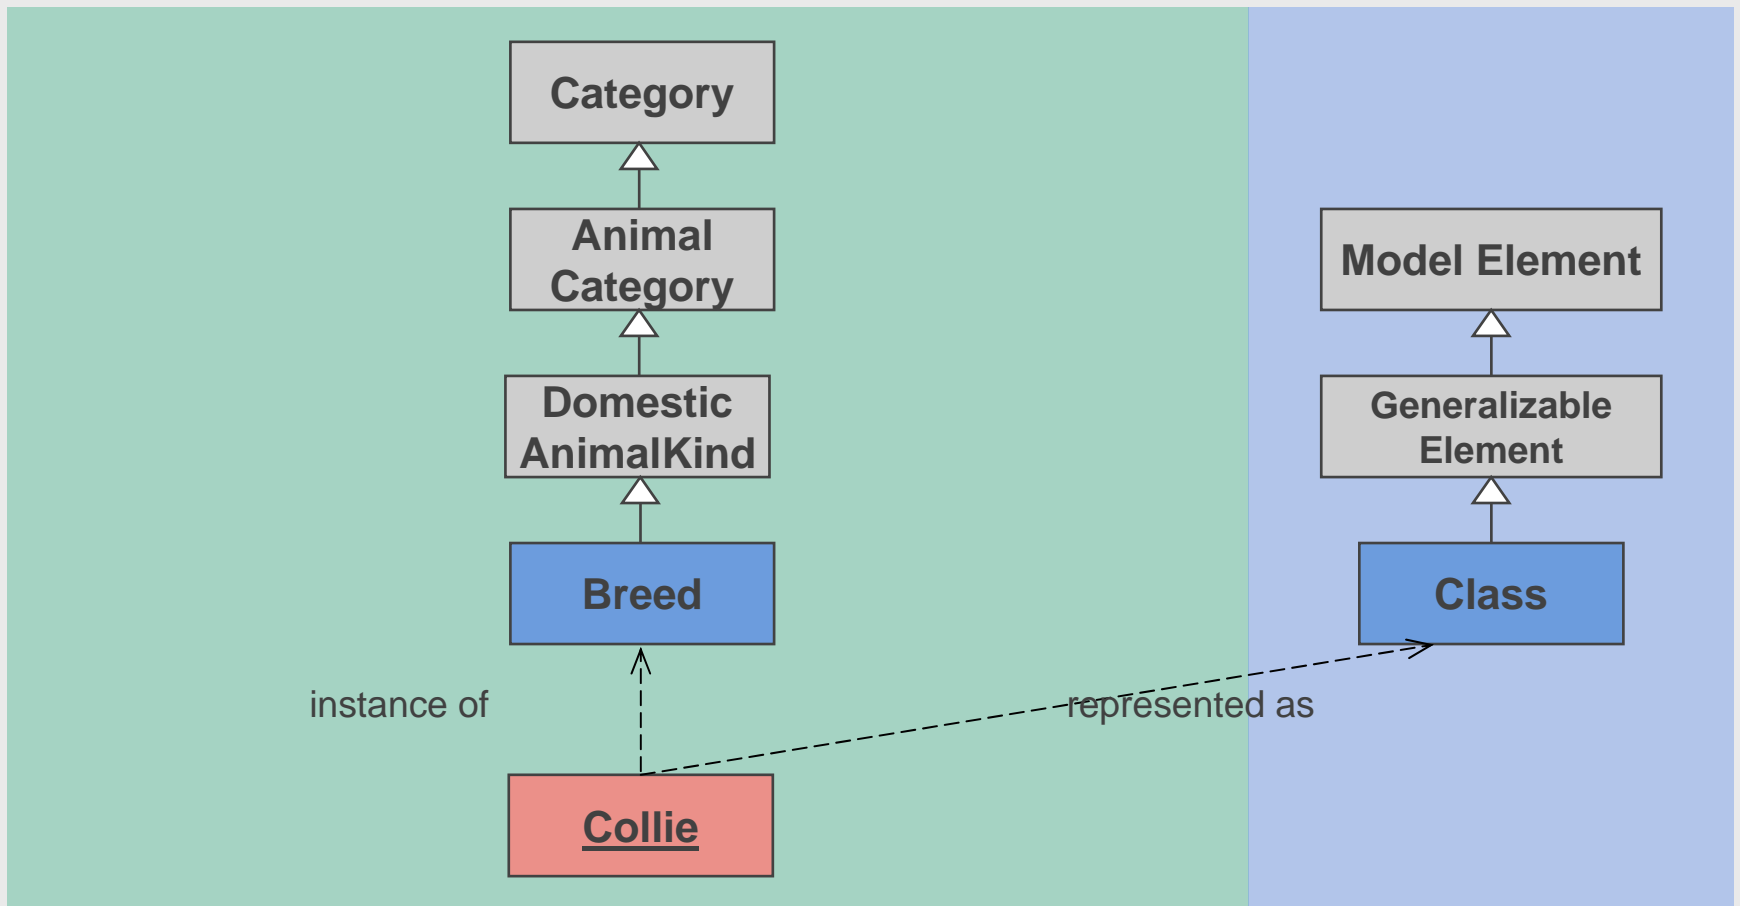 Category
Animal
Category
Model Element
Domestic
AnimalKind
Generalizable
Element
Breed
Class
instance of
represented as
Collie